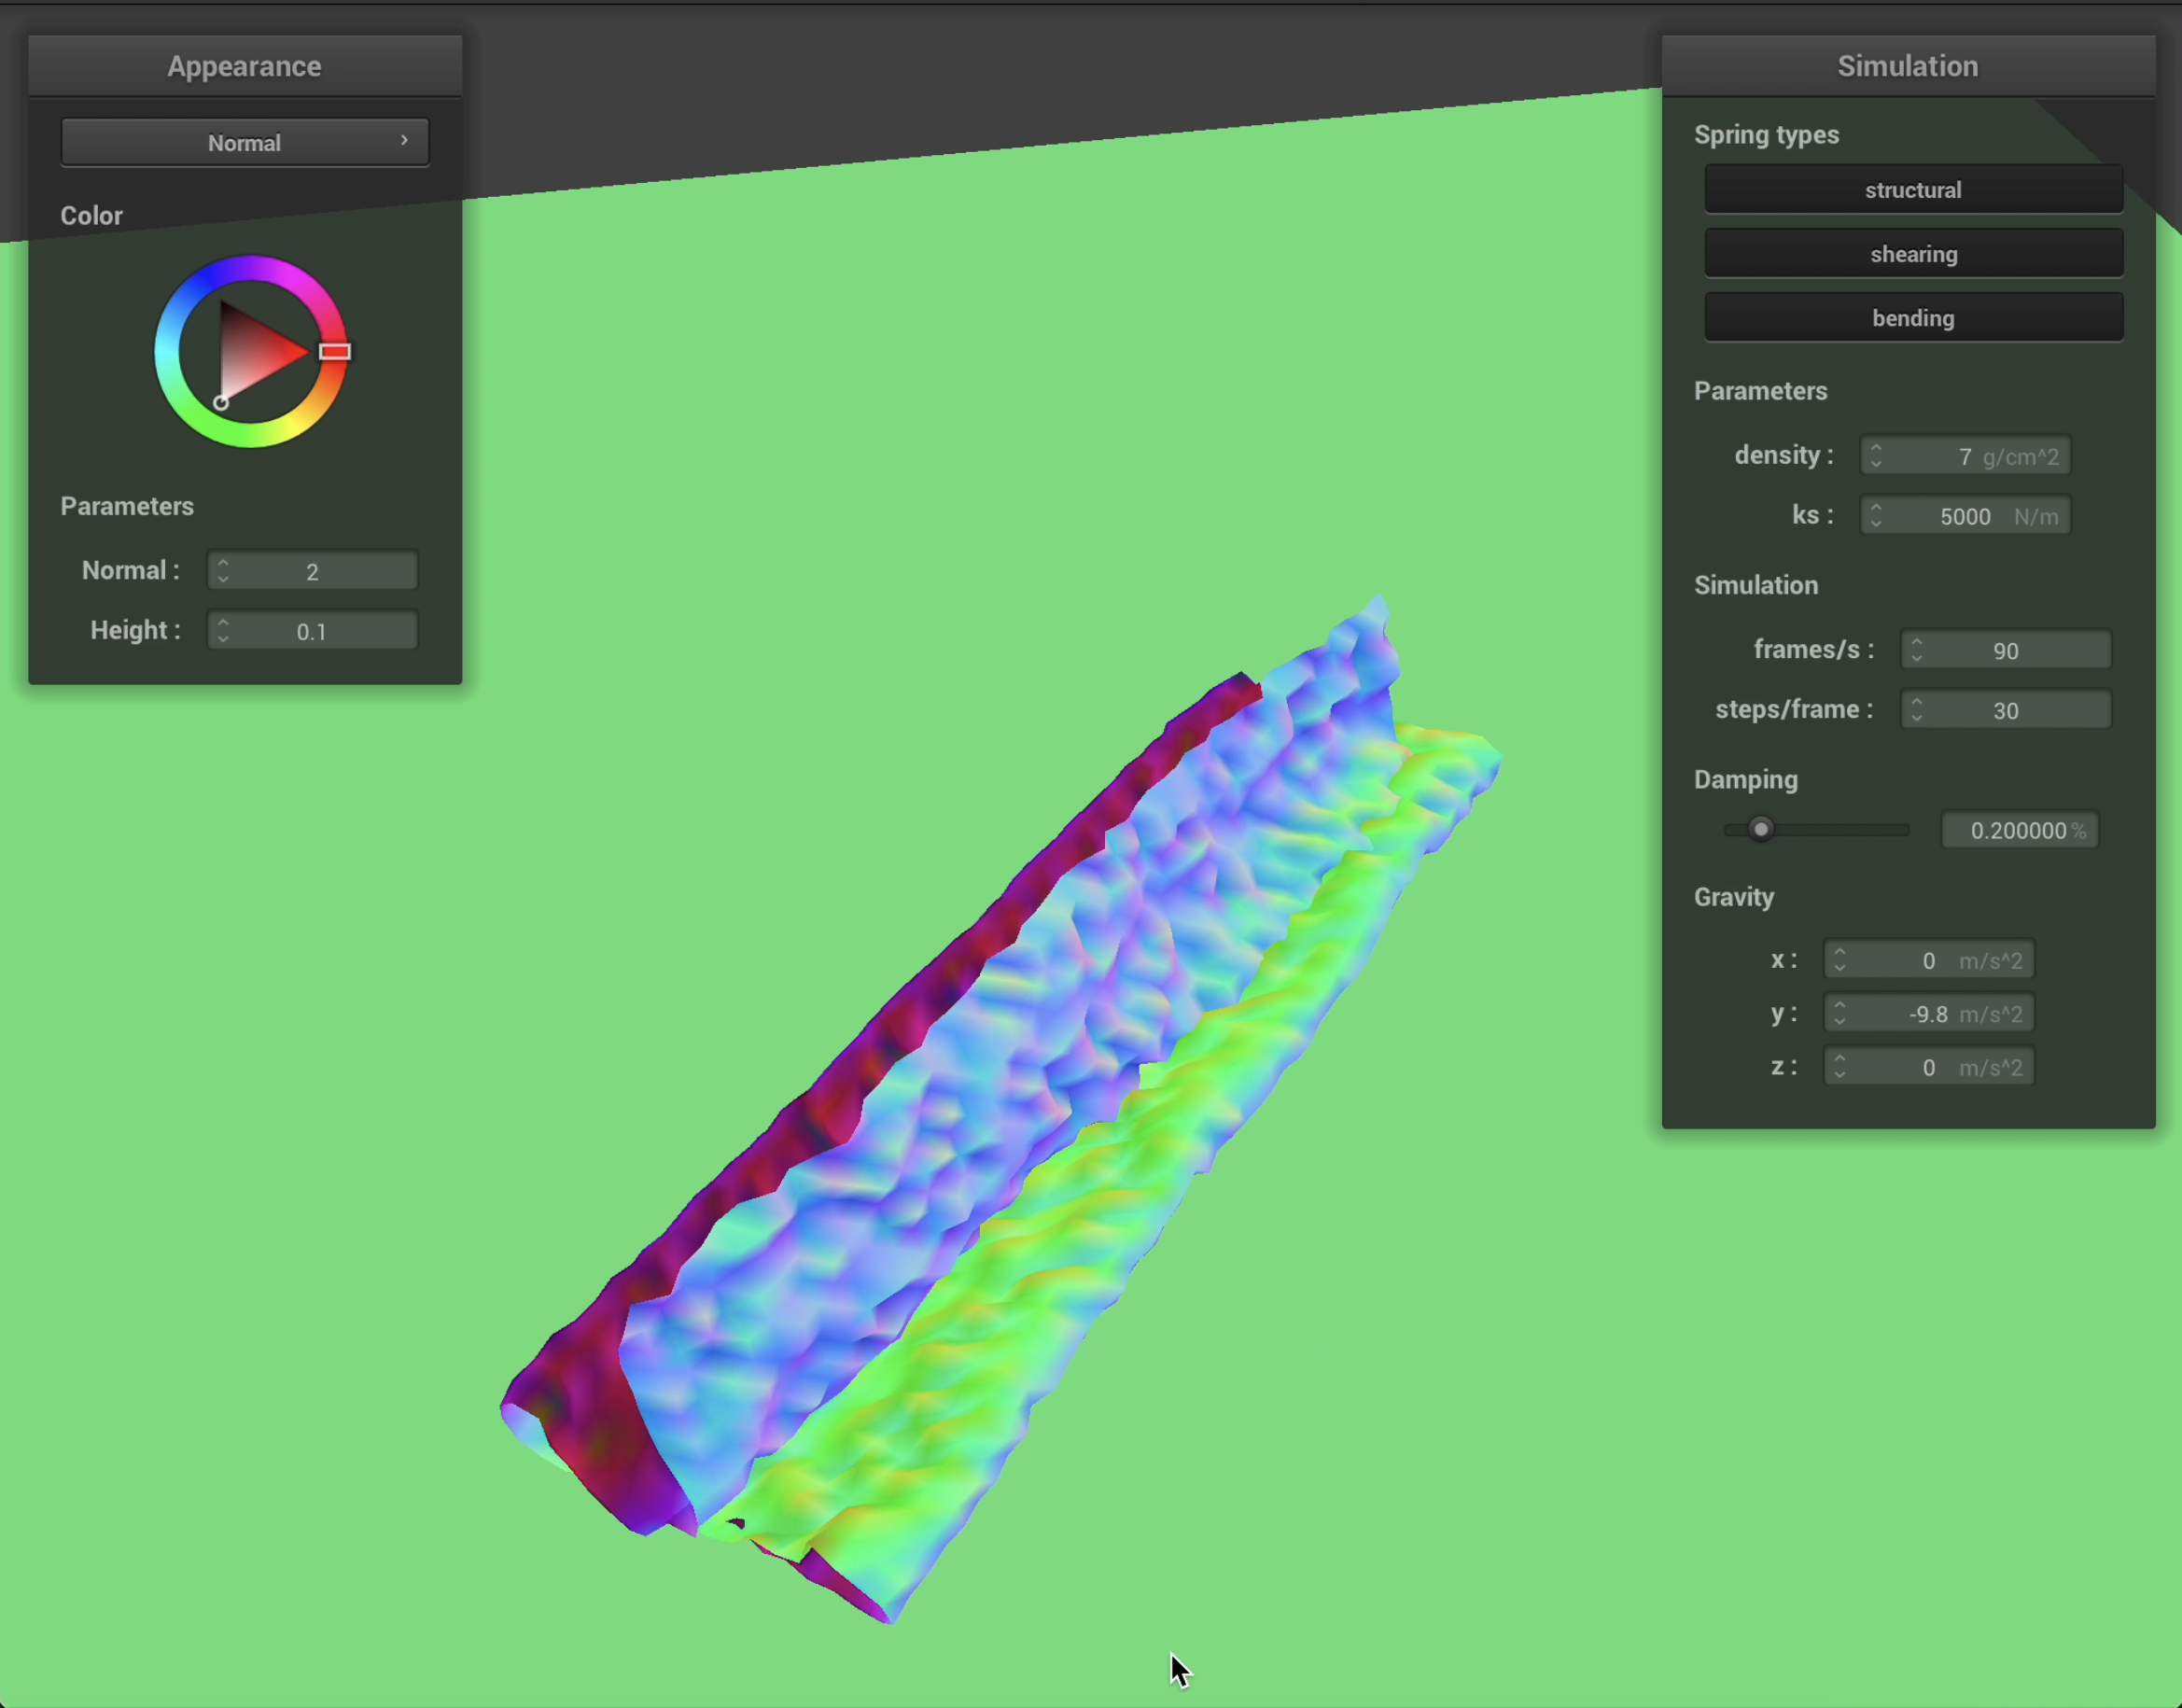 Appearance
Normal
Color
Parameters
Normal : 2
Height : 0.1
Simulation
Spring types
structural
shearing
bending
Parameters
density : 7 g/cm^2
ks : 5000 N/m
Simulation
frames/s : 90
steps/frame : 30
Damping
0.200000 %
Gravity
x : 0 m/s^2
y : -9.8 m/s^2
z : 0 m/s^2